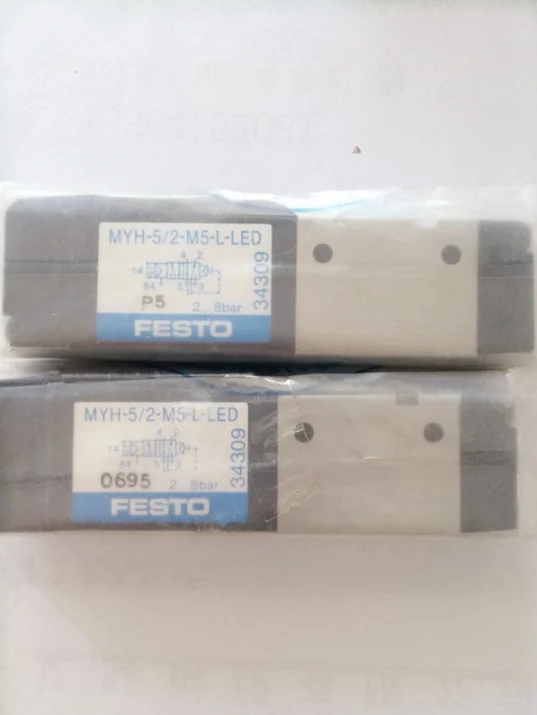 MYH-5/2-M5-L-LED
4 2
14
84 5 3
P5 2...8bar
34309
FESTO
MYH-5/2-M5-L-LED
4 2
14
84 5 3
0695 2...8bar
34309
FESTO